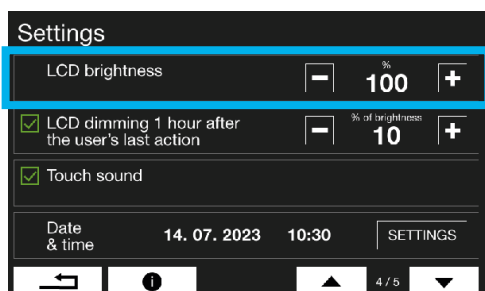 Settings
LCD brightness
%
100
LCD dimming 1 hour after
the user's last action
% of brightness
10
Touch sound
Date
& time
14. 07. 2023
10:30
SETTINGS
4/5